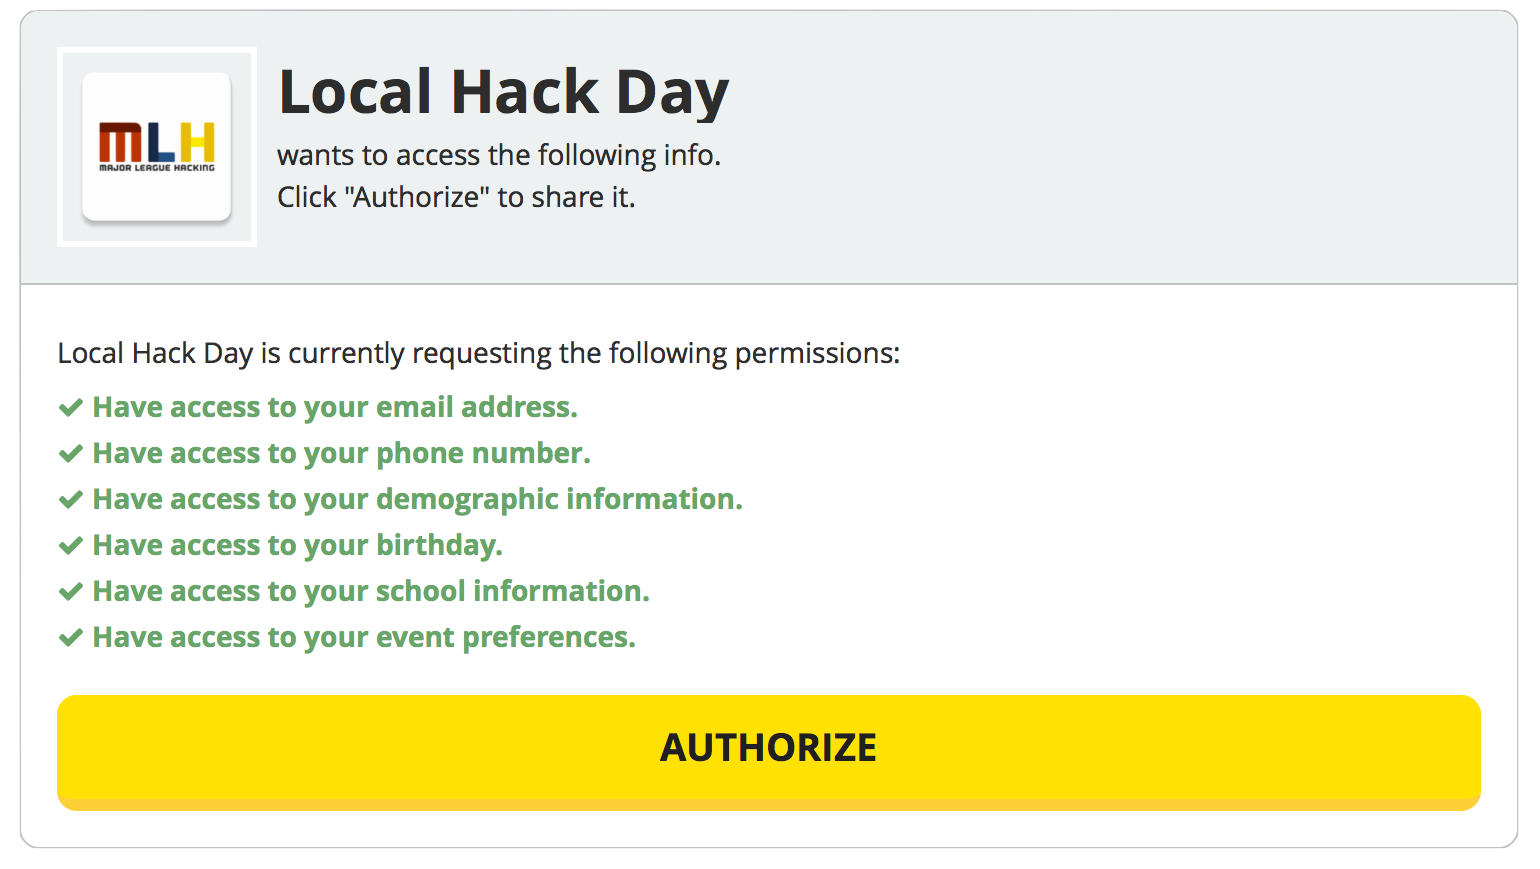 MLH
MAJOR LEAGUE HACKING
Local Hack Day
wants to access the following info.
Click "Authorize" to share it.
Local Hack Day is currently requesting the following permissions:
Have access to your email address.
Have access to your phone number.
Have access to your demographic information.
Have access to your birthday.
Have access to your school information.
Have access to your event preferences.
AUTHORIZE